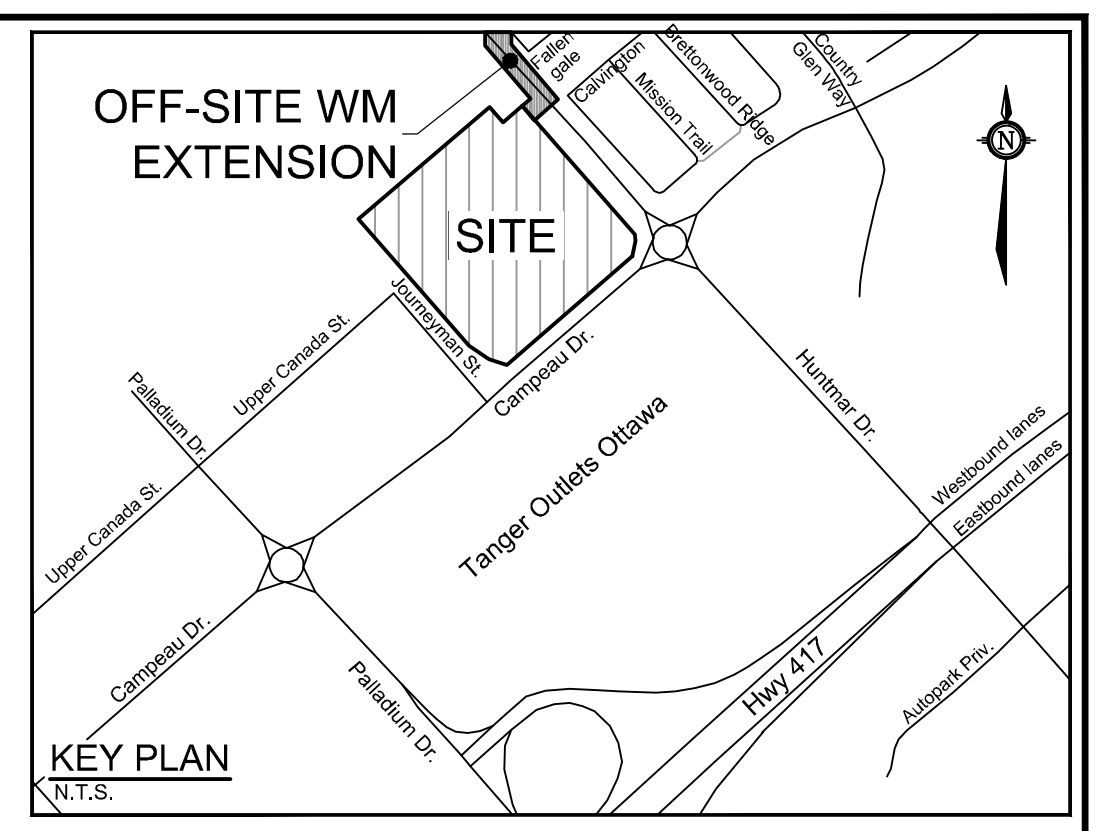 OFF-SITE WM
EXTENSION
Fallen
gale
Calvington
Mission Trail
Brettonwood Ridge
Country
Glen Way
N
SITE
Journeyman St.
Upper Canada St.
Campeau Dr.
Palladium Dr.
Huntmar Dr.
Tanger Outlets Ottawa
Westbound lanes
Eastbound lanes
Upper Canada St.
Campeau Dr.
Palladium Dr.
Hwy 417
Autopark Priv.
KEY PLAN
N.T.S.